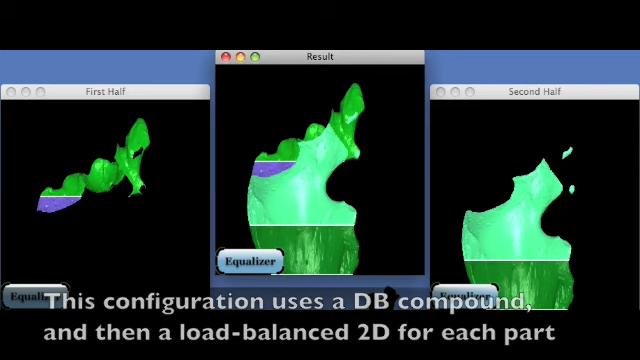 Result
First Half
Second Half
Equalizer
This configuration uses a DB compound,
and then a load-balanced 2D for each part